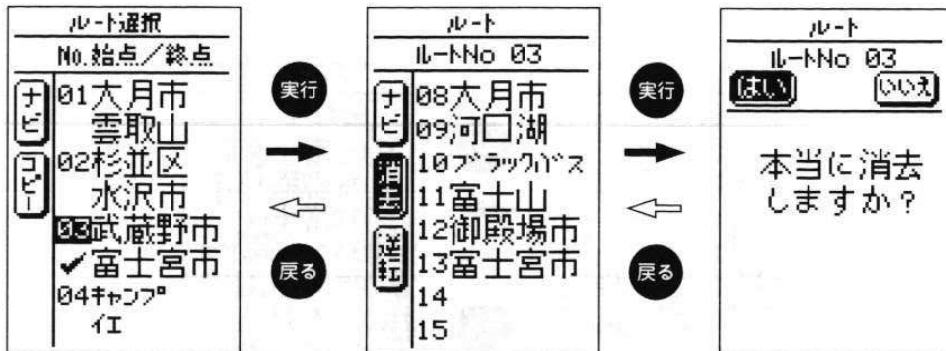 ルート選択
No. 始点／終点
ナビ
コピー
01大月市
雲取山
02杉並区
水沢市
03武蔵野市
✓富士宮市
04キャンプ
イエ
実行
戻る
ルート
ルートNo 03
ナビ
消去
逆転
08大月市
09河口湖
10ブラックバス
11富士山
12御殿場市
13富士宮市
14
15
実行
戻る
ルート
ルートNo 03
はい
いいえ
本当に消去
しますか？